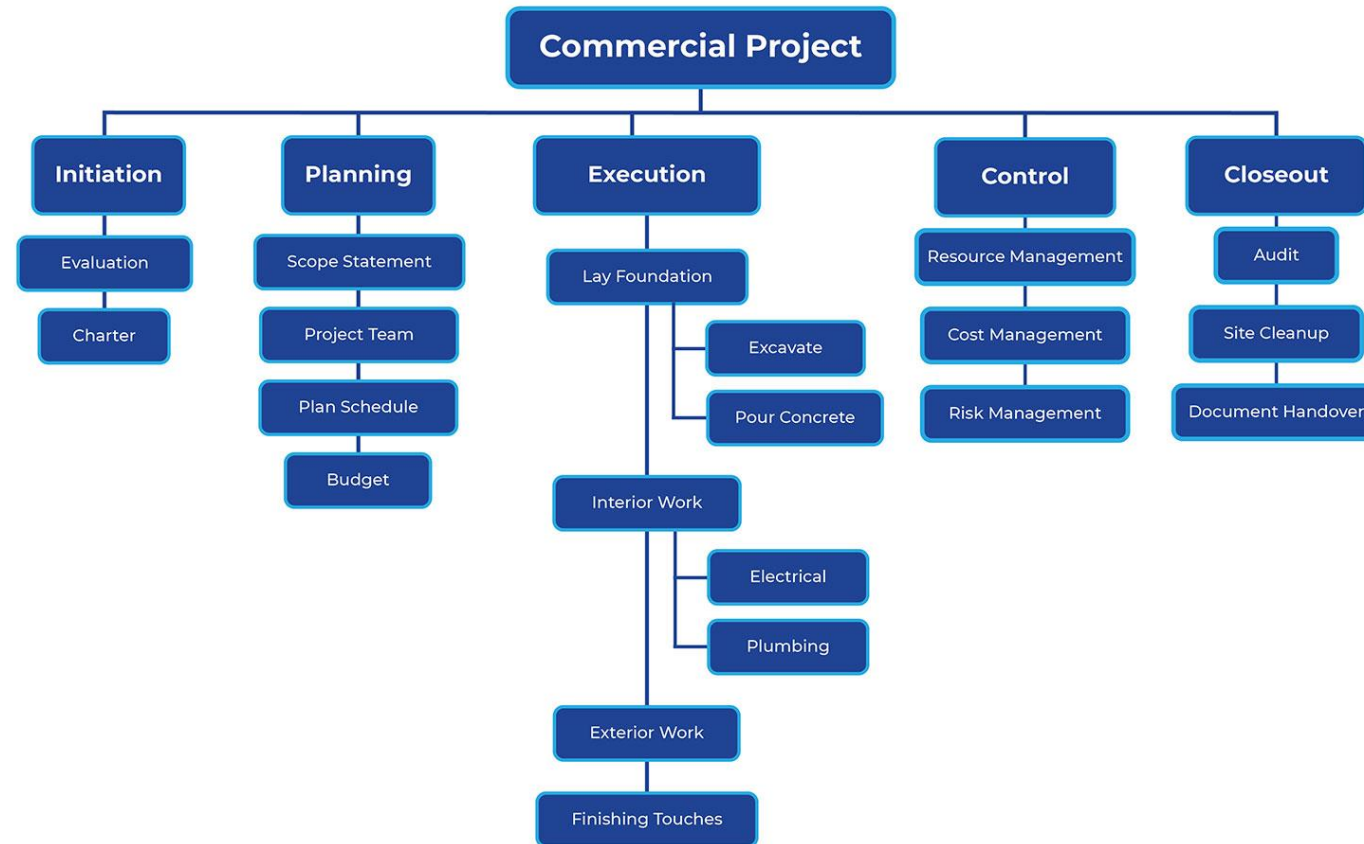 Commercial Project
Initiation
Evaluation
Charter
Planning
Scope Statement
Project Team
Plan Schedule
Budget
Execution
Lay Foundation
Excavate
Pour Concrete
Interior Work
Electrical
Plumbing
Exterior Work
Finishing Touches
Control
Resource Management
Cost Management
Risk Management
Closeout
Audit
Site Cleanup
Document Handover